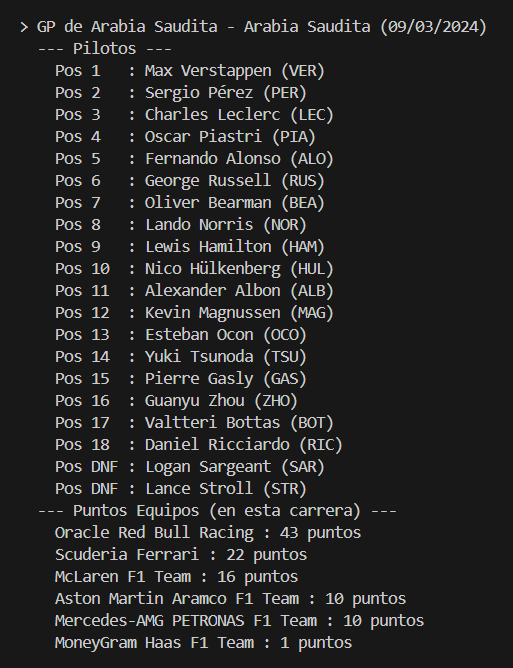 > GP de Arabia Saudita - Arabia Saudita (09/03/2024)
--- Pilotos ---
Pos 1   : Max Verstappen (VER)
Pos 2   : Sergio Pérez (PER)
Pos 3   : Charles Leclerc (LEC)
Pos 4   : Oscar Piastri (PIA)
Pos 5   : Fernando Alonso (ALO)
Pos 6   : George Russell (RUS)
Pos 7   : Oliver Bearman (BEA)
Pos 8   : Lando Norris (NOR)
Pos 9   : Lewis Hamilton (HAM)
Pos 10  : Nico Hülkenberg (HUL)
Pos 11  : Alexander Albon (ALB)
Pos 12  : Kevin Magnussen (MAG)
Pos 13  : Esteban Ocon (OCO)
Pos 14  : Yuki Tsunoda (TSU)
Pos 15  : Pierre Gasly (GAS)
Pos 16  : Guanyu Zhou (ZHO)
Pos 17  : Valtteri Bottas (BOT)
Pos 18  : Daniel Ricciardo (RIC)
Pos DNF : Logan Sargeant (SAR)
Pos DNF : Lance Stroll (STR)
--- Puntos Equipos (en esta carrera) ---
Oracle Red Bull Racing : 43 puntos
Scuderia Ferrari : 22 puntos
McLaren F1 Team : 16 puntos
Aston Martin Aramco F1 Team : 10 puntos
Mercedes-AMG PETRONAS F1 Team : 10 puntos
MoneyGram Haas F1 Team : 1 puntos